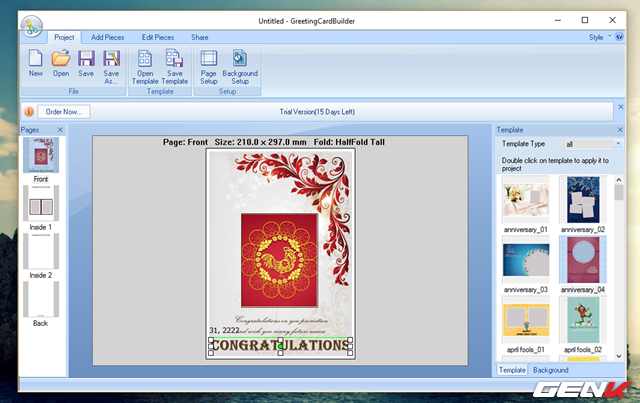 Untitled - GreetingCardBuilder
Project
Add Pieces
Edit Pieces
Share
Style
New
Open
Save
Save As...
Open Template
Save Template
Page Setup
Background Setup
File
Template
Setup
Order Now...
Trial Version(15 Days Left)
Pages
Front
Inside 1
Inside 2
Back
Page: Front Size: 210.0 x 297.0 mm Fold: HalfFold Tall
Congratulations on you promotion
and wish you every future sucess
31, 2222
CONGRATULATIONS
Template
Template Type
all
Double click on template to apply it to
project
anniversary_01
anniversary_02
anniversary_03
anniversary_04
april fools_01
april fools_02
Template
Background
GENK